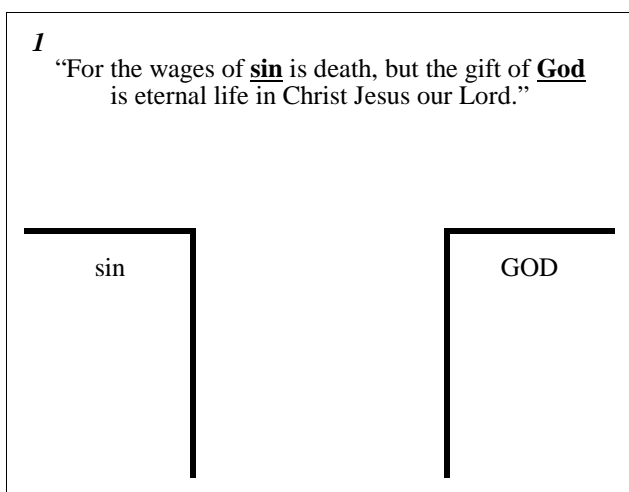 1
“For the wages of sin is death, but the gift of God
is eternal life in Christ Jesus our Lord.”
sin
GOD